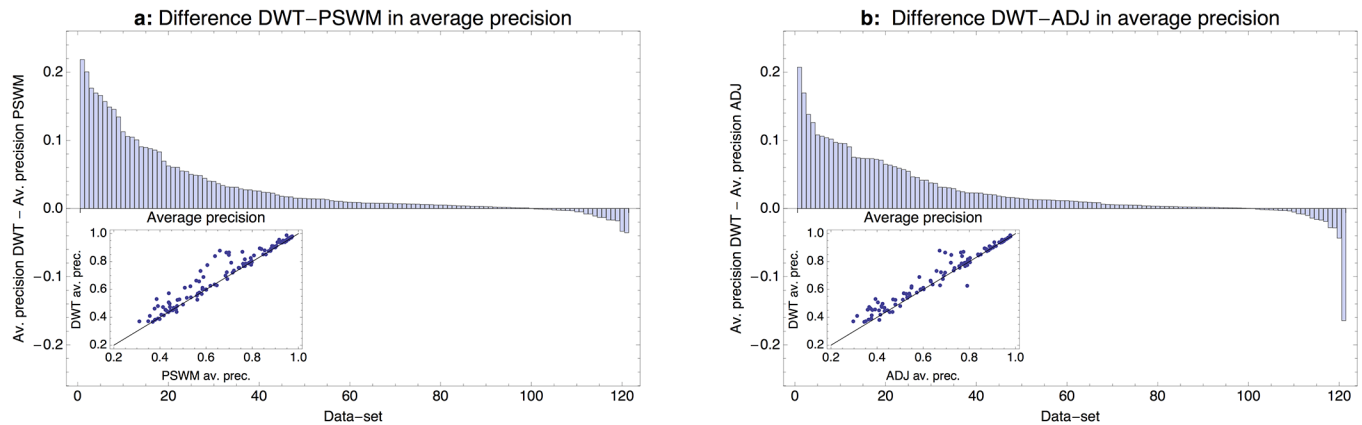 a: Difference DWT−PSWM in average precision
Av. precision DWT − Av. precision PSWM
0.2
0.1
0.0
−0.1
−0.2
Average precision
DWT av. prec.
1.0
0.8
0.6
0.4
0.2
0.2 0.4 0.6 0.8 1.0
PSWM av. prec.
0 20 40 60 80 100 120
Data−set
b: Difference DWT−ADJ in average precision
Av. precision DWT − Av. precision ADJ
0.2
0.1
0.0
−0.1
−0.2
Average precision
DWT av. prec.
1.0
0.8
0.6
0.4
0.2
0.2 0.4 0.6 0.8 1.0
ADJ av. prec.
0 20 40 60 80 100 120
Data−set